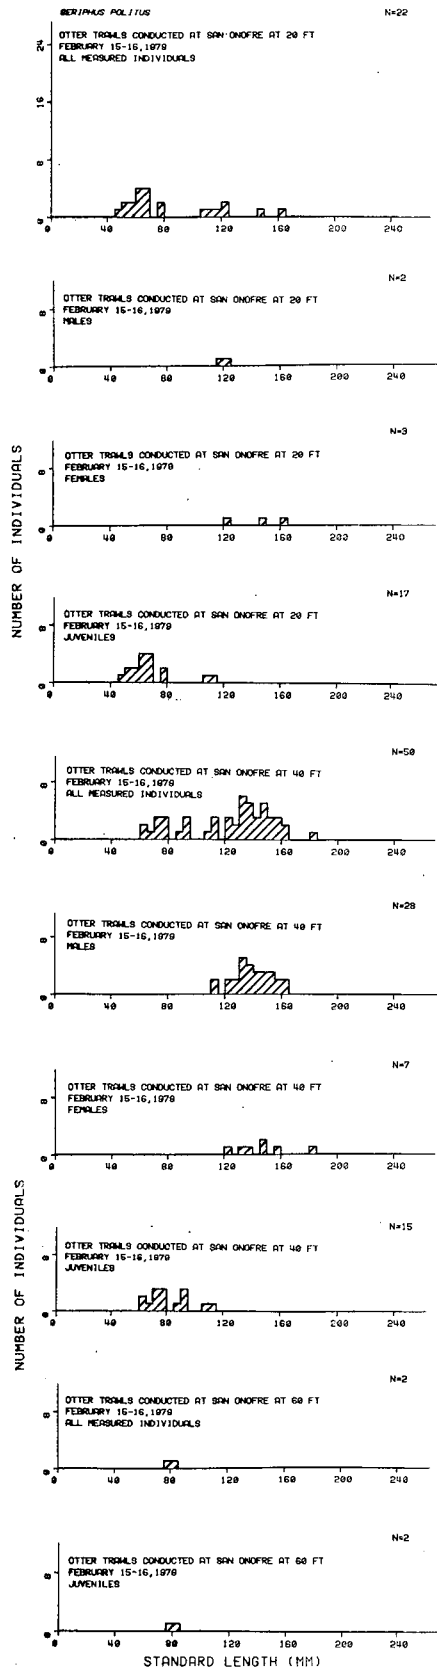 SERIPHUS POLITUS N=22
OTTER TRAWLS CONDUCTED AT SAN ONOFRE AT 20 FT
FEBRUARY 15-16,1979
ALL MEASURED INDIVIDUALS
24
16
8
0
0 40 80 120 160 200 240
N=2
OTTER TRAWLS CONDUCTED AT SAN ONOFRE AT 20 FT
FEBRUARY 15-16,1979
MALES
8
0
0 40 80 120 160 200 240
N=3
OTTER TRAWLS CONDUCTED AT SAN ONOFRE AT 20 FT
FEBRUARY 15-16,1979
FEMALES
8
0
0 40 80 120 160 200 240
NUMBER OF INDIVIDUALS
N=17
OTTER TRAWLS CONDUCTED AT SAN ONOFRE AT 20 FT
FEBRUARY 15-16,1979
JUVENILES
8
0
0 40 80 120 160 200 240
N=50
OTTER TRAWLS CONDUCTED AT SAN ONOFRE AT 40 FT
FEBRUARY 15-16,1979
ALL MEASURED INDIVIDUALS
8
0
0 40 80 120 160 200 240
N=28
OTTER TRAWLS CONDUCTED AT SAN ONOFRE AT 40 FT
FEBRUARY 15-16,1979
MALES
8
0
0 40 80 120 160 200 240
N=7
OTTER TRAWLS CONDUCTED AT SAN ONOFRE AT 40 FT
FEBRUARY 15-16,1979
FEMALES
8
0
0 40 80 120 160 200 240
NUMBER OF INDIVIDUALS
N=15
OTTER TRAWLS CONDUCTED AT SAN ONOFRE AT 40 FT
FEBRUARY 15-16,1979
JUVENILES
8
0
0 40 80 120 160 200 240
N=2
OTTER TRAWLS CONDUCTED AT SAN ONOFRE AT 60 FT
FEBRUARY 15-16,1979
ALL MEASURED INDIVIDUALS
8
0
0 40 80 120 160 200 240
N=2
OTTER TRAWLS CONDUCTED AT SAN ONOFRE AT 60 FT
FEBRUARY 15-16,1979
JUVENILES
8
0
0 40 80 120 160 200 240
STANDARD LENGTH (MM)